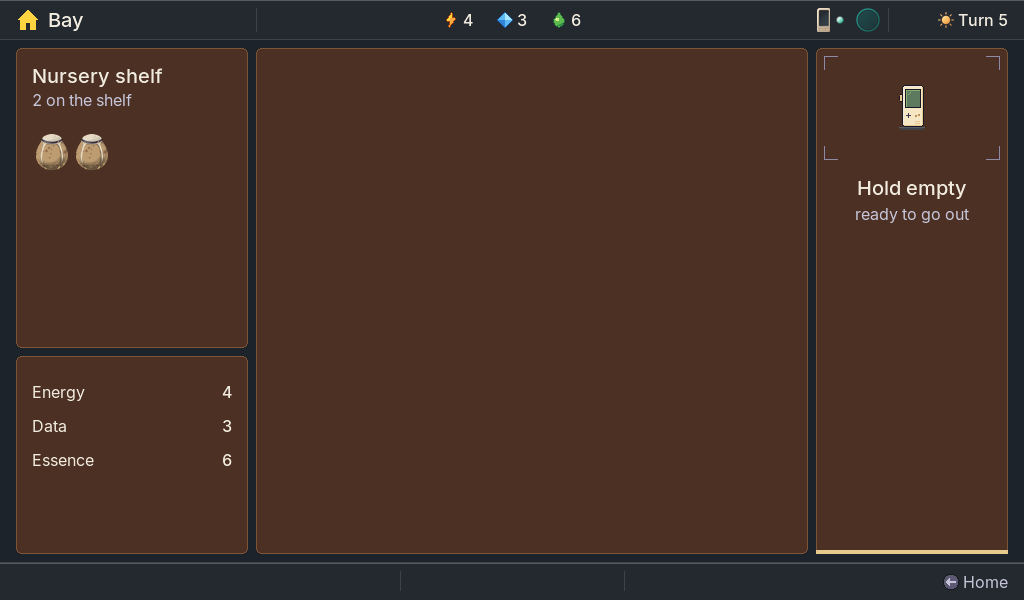 Bay
4
3
6
Turn 5
Nursery shelf
2 on the shelf
Energy 4
Data 3
Essence 6
Hold empty
ready to go out
Home